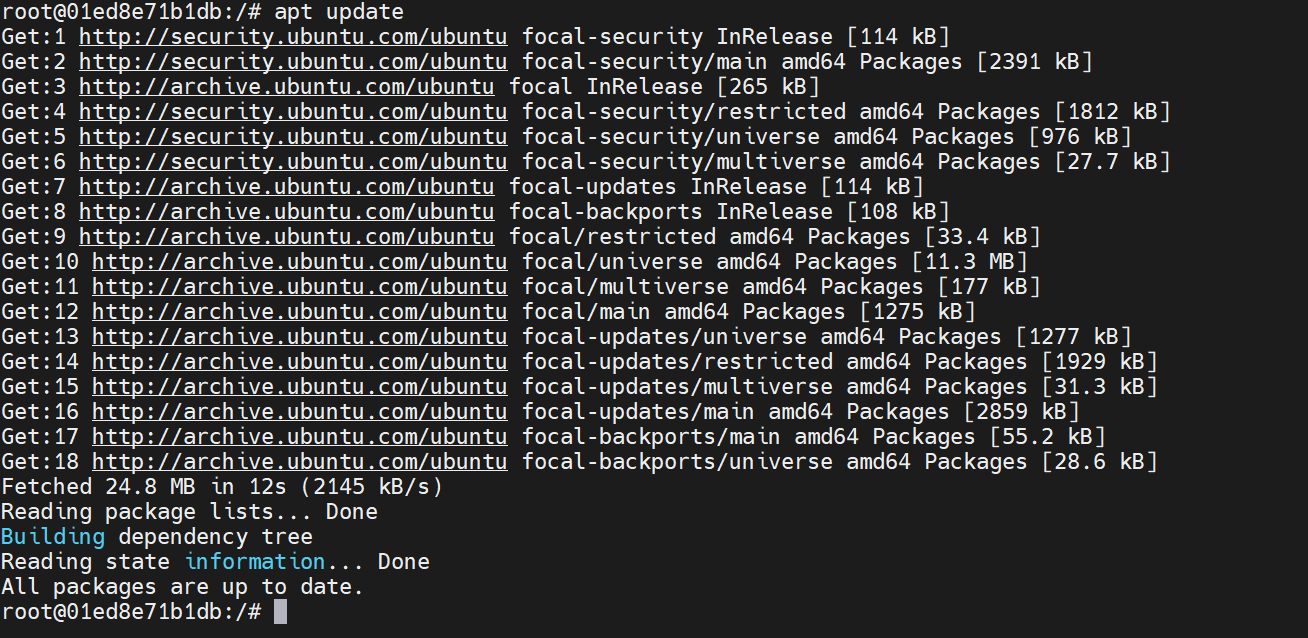 root@01ed8e71b1db:/# apt update
Get:1 http://security.ubuntu.com/ubuntu focal-security InRelease [114 kB]
Get:2 http://security.ubuntu.com/ubuntu focal-security/main amd64 Packages [2391 kB]
Get:3 http://archive.ubuntu.com/ubuntu focal InRelease [265 kB]
Get:4 http://security.ubuntu.com/ubuntu focal-security/restricted amd64 Packages [1812 kB]
Get:5 http://security.ubuntu.com/ubuntu focal-security/universe amd64 Packages [976 kB]
Get:6 http://security.ubuntu.com/ubuntu focal-security/multiverse amd64 Packages [27.7 kB]
Get:7 http://archive.ubuntu.com/ubuntu focal-updates InRelease [114 kB]
Get:8 http://archive.ubuntu.com/ubuntu focal-backports InRelease [108 kB]
Get:9 http://archive.ubuntu.com/ubuntu focal/restricted amd64 Packages [33.4 kB]
Get:10 http://archive.ubuntu.com/ubuntu focal/universe amd64 Packages [11.3 MB]
Get:11 http://archive.ubuntu.com/ubuntu focal/multiverse amd64 Packages [177 kB]
Get:12 http://archive.ubuntu.com/ubuntu focal/main amd64 Packages [1275 kB]
Get:13 http://archive.ubuntu.com/ubuntu focal-updates/universe amd64 Packages [1277 kB]
Get:14 http://archive.ubuntu.com/ubuntu focal-updates/restricted amd64 Packages [1929 kB]
Get:15 http://archive.ubuntu.com/ubuntu focal-updates/multiverse amd64 Packages [31.3 kB]
Get:16 http://archive.ubuntu.com/ubuntu focal-updates/main amd64 Packages [2859 kB]
Get:17 http://archive.ubuntu.com/ubuntu focal-backports/main amd64 Packages [55.2 kB]
Get:18 http://archive.ubuntu.com/ubuntu focal-backports/universe amd64 Packages [28.6 kB]
Fetched 24.8 MB in 12s (2145 kB/s)
Reading package lists... Done
Building dependency tree
Reading state information... Done
All packages are up to date.
root@01ed8e71b1db:/#